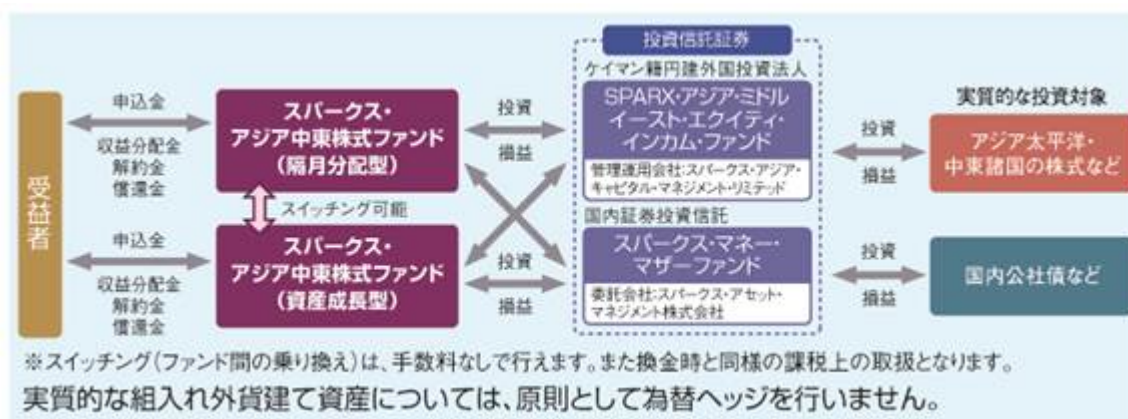 投資信託証券
ケイマン籍円建外国投資法人
受益者
申込金
収益分配金
解約金
償還金
スパークス・
アジア中東株式ファンド
(隔月分配型)
投資
損益
SPARX・アジア・ミドル
イースト・エクイティ・
インカム・ファンド
管理運用会社:スパークス・アジア・
キャピタル・マネジメント・リミテッド
投資
損益
実質的な投資対象
アジア太平洋・
中東諸国の株式など
スイッチング可能
申込金
収益分配金
解約金
償還金
スパークス・
アジア中東株式ファンド
(資産成長型)
投資
損益
国内証券投資信託
スパークス・マネー・
マザーファンド
委託会社:スパークス・アセット・
マネジメント株式会社
投資
損益
国内公社債など
※スイッチング(ファンド間の乗り換え)は、手数料なしで行えます。また換金時と同様の課税上の取扱となります。
実質的な組入れ外貨建て資産については、原則として為替ヘッジを行いません。